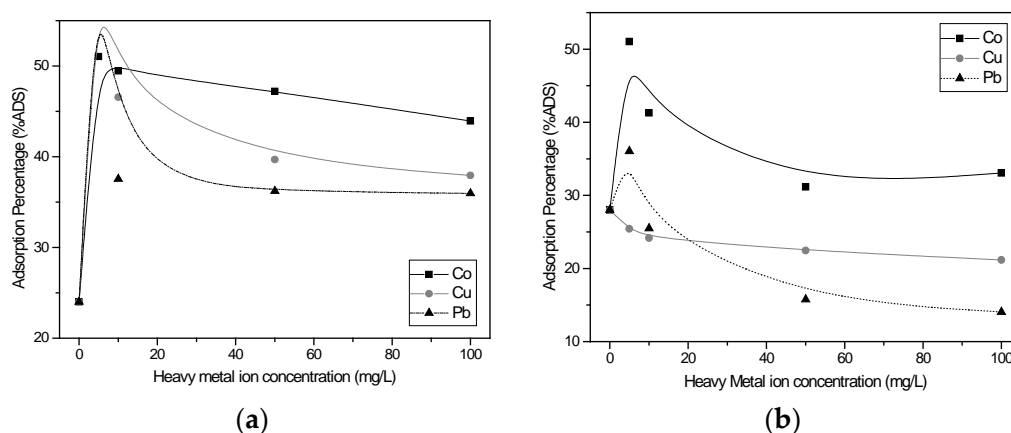 Adsorption Percentage (%ADS)
50
40
30
20
0
20
40
60
80
100
Heavy metal ion concentration (mg/L)
Co
Cu
Pb
(a)
Adsorption Percentage (%ADS)
50
40
30
20
10
0
20
40
60
80
100
Heavy Metal ion concentration (mg/L)
Co
Cu
Pb
(b)